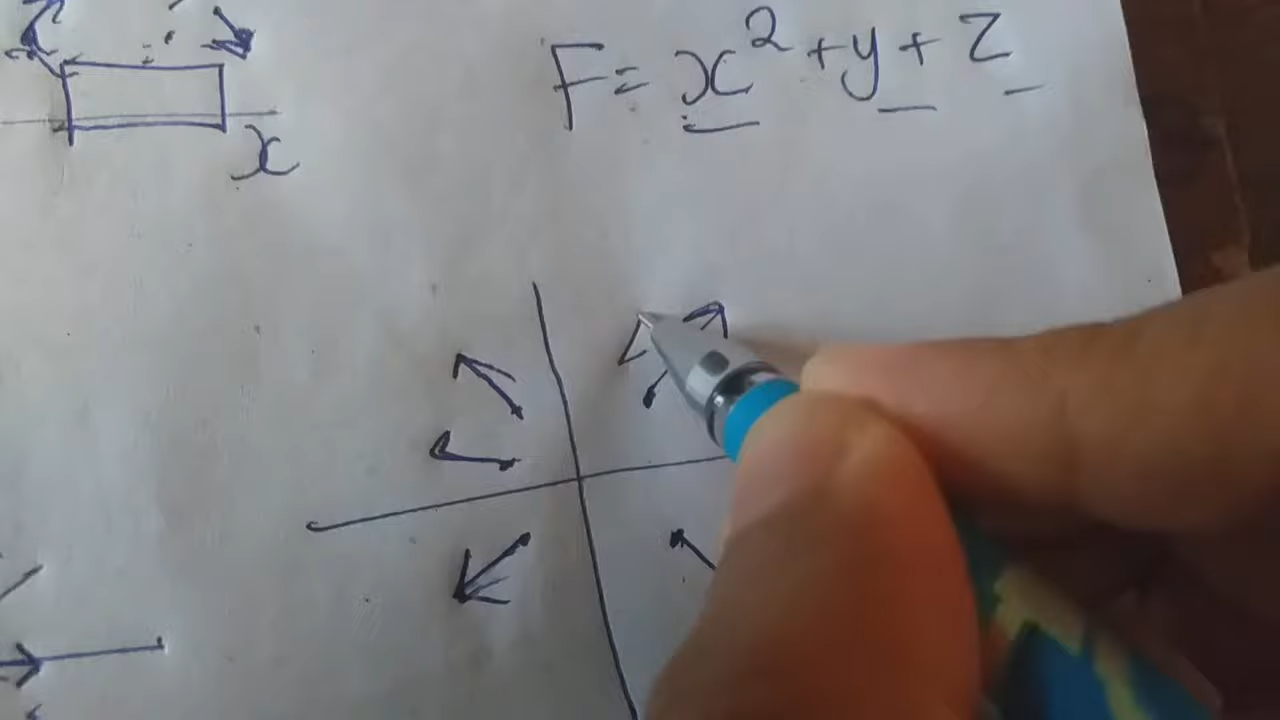 F = x² + y + z
x